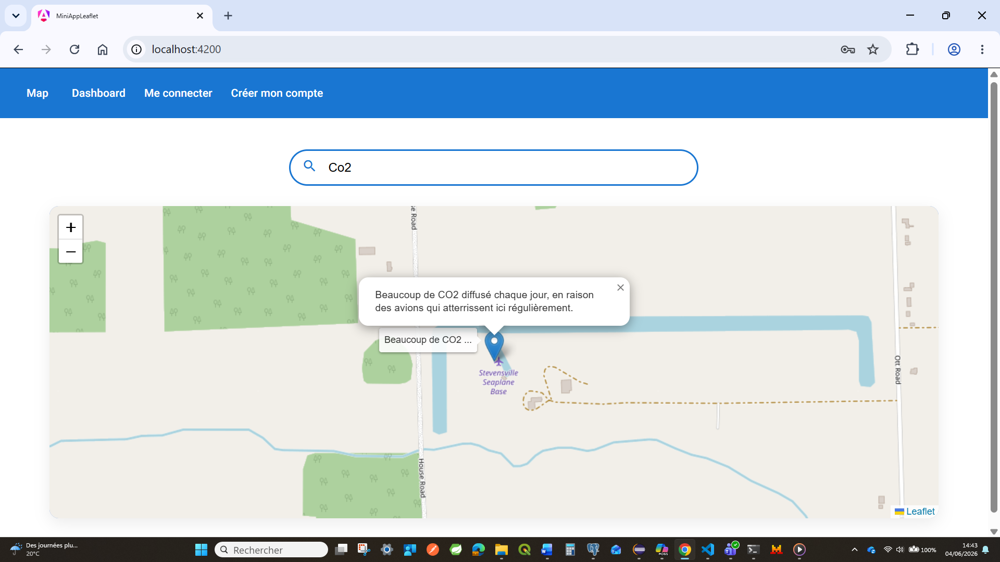 MiniAppLeaflet
localhost:4200
Map Dashboard Me connecter Créer mon compte
Co2
+
−
se Road
Beaucoup de CO2 diffusé chaque jour, en raison
des avions qui atterrissent ici régulièrement.
×
Beaucoup de CO2 ...
Stevensville
Seaplane
Base
Ott Road
House Road
Leaflet
Des journées plu...
20°C
Rechercher
M365
100%
14:43
04/06/2026